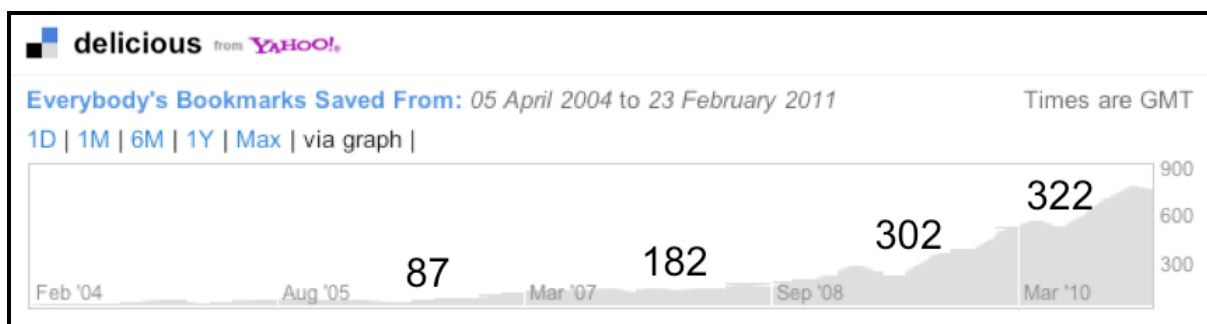 delicious from YAHOO!.
Everybody's Bookmarks Saved From: 05 April 2004 to 23 February 2011 Times are GMT
1D | 1M | 6M | 1Y | Max | via graph |
900
322
600
302
182
87
300
Feb '04 Aug '05 Mar '07 Sep '08 Mar '10